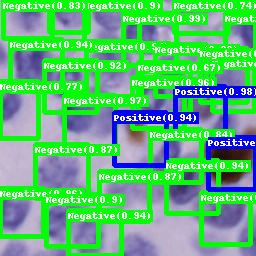 Negative(0.83)
Negative(0.9)
Negative(0.74)
Negative(0.99)
Negative(0.94)
Negative(0.92)
Negative(0.67)
Negative(0.77)
Negative(0.96)
Positive(0.98)
Negative(0.97)
Positive(0.94)
Negative(0.84)
Positive
Negative(0.87)
Negative(0.94)
Negative(0.87)
Negative(0.9)
Negative(0.94)